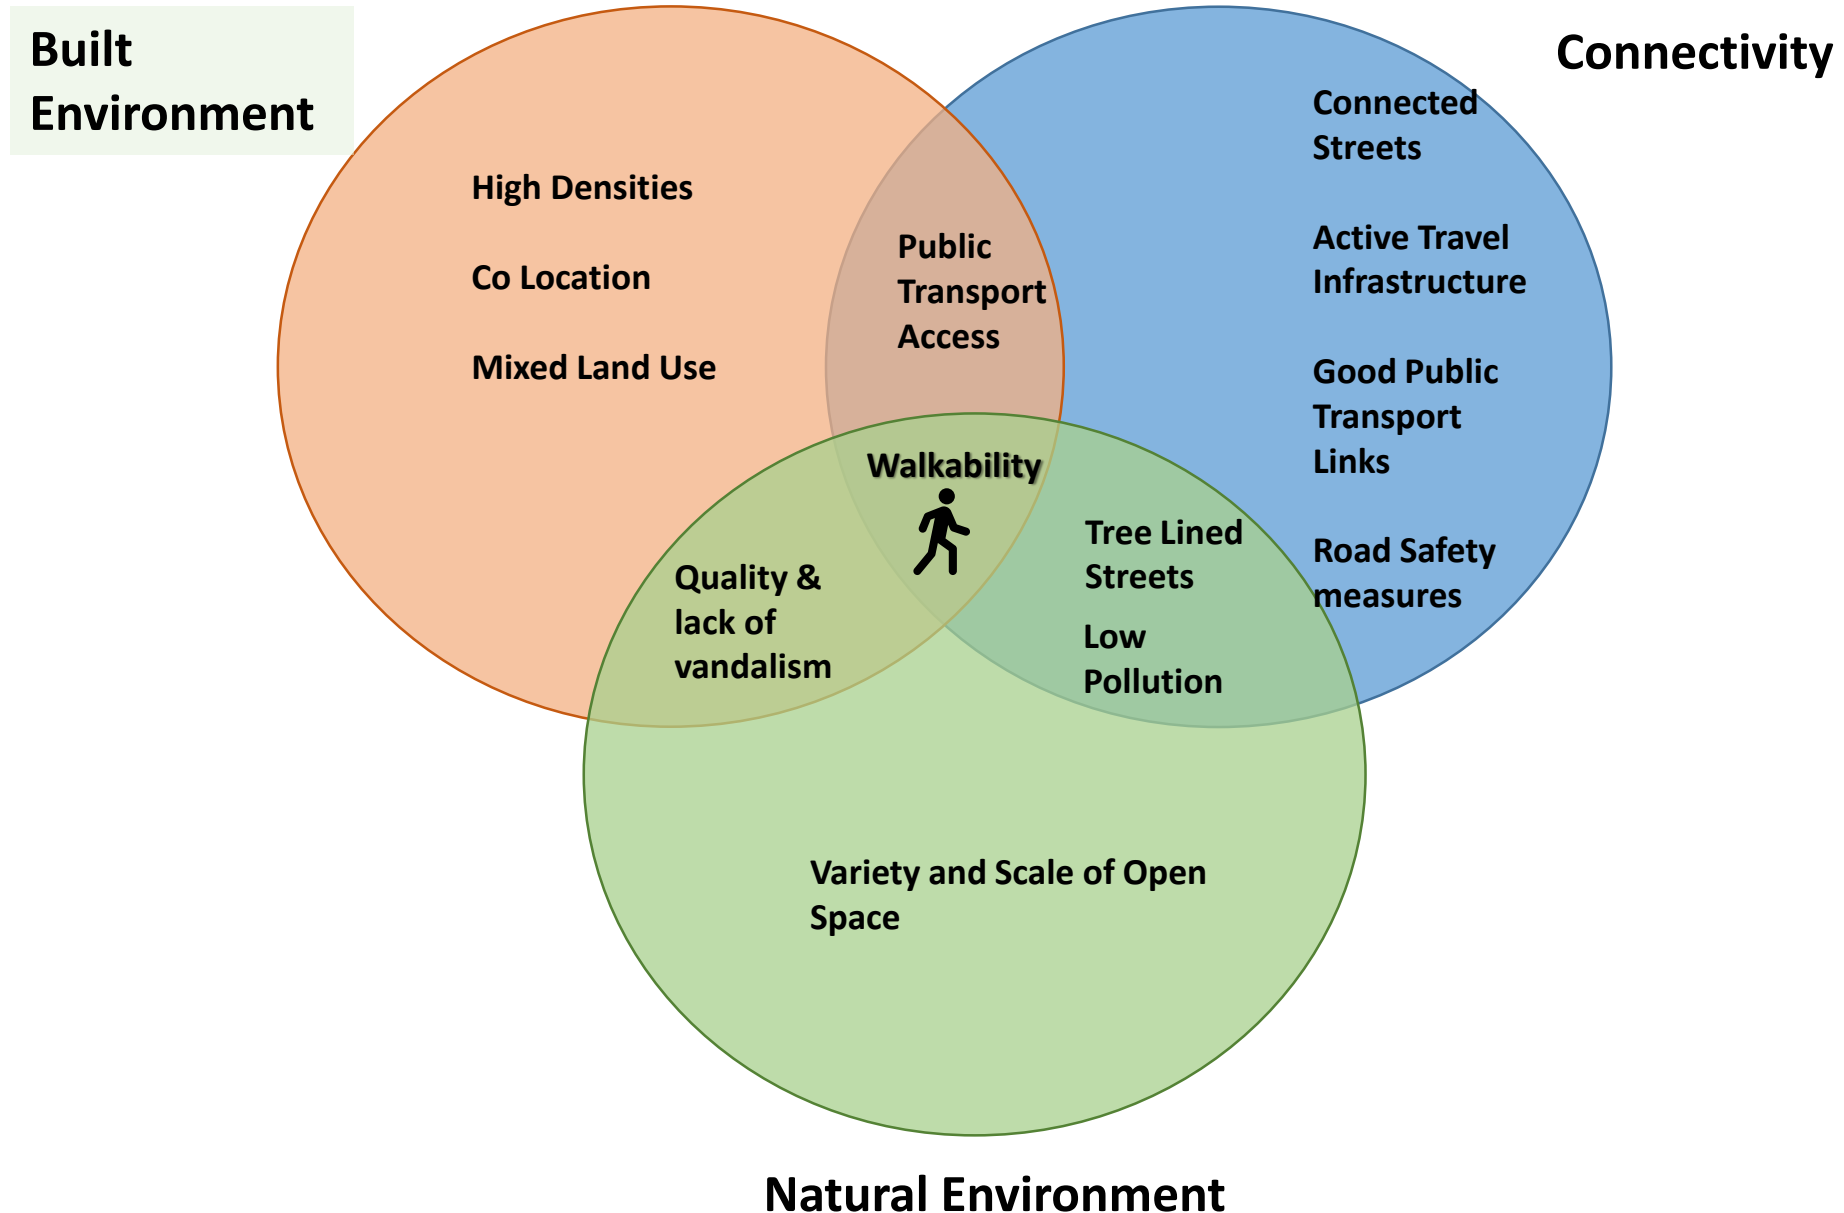 Built
Environment
Connectivity
High Densities
Co Location
Mixed Land Use
Public
Transport
Access
Connected
Streets
Active Travel
Infrastructure
Good Public
Transport
Links
Road Safety
measures
Walkability
Quality &
lack of
vandalism
Tree Lined
Streets
Low
Pollution
Variety and Scale of Open
Space
Natural Environment